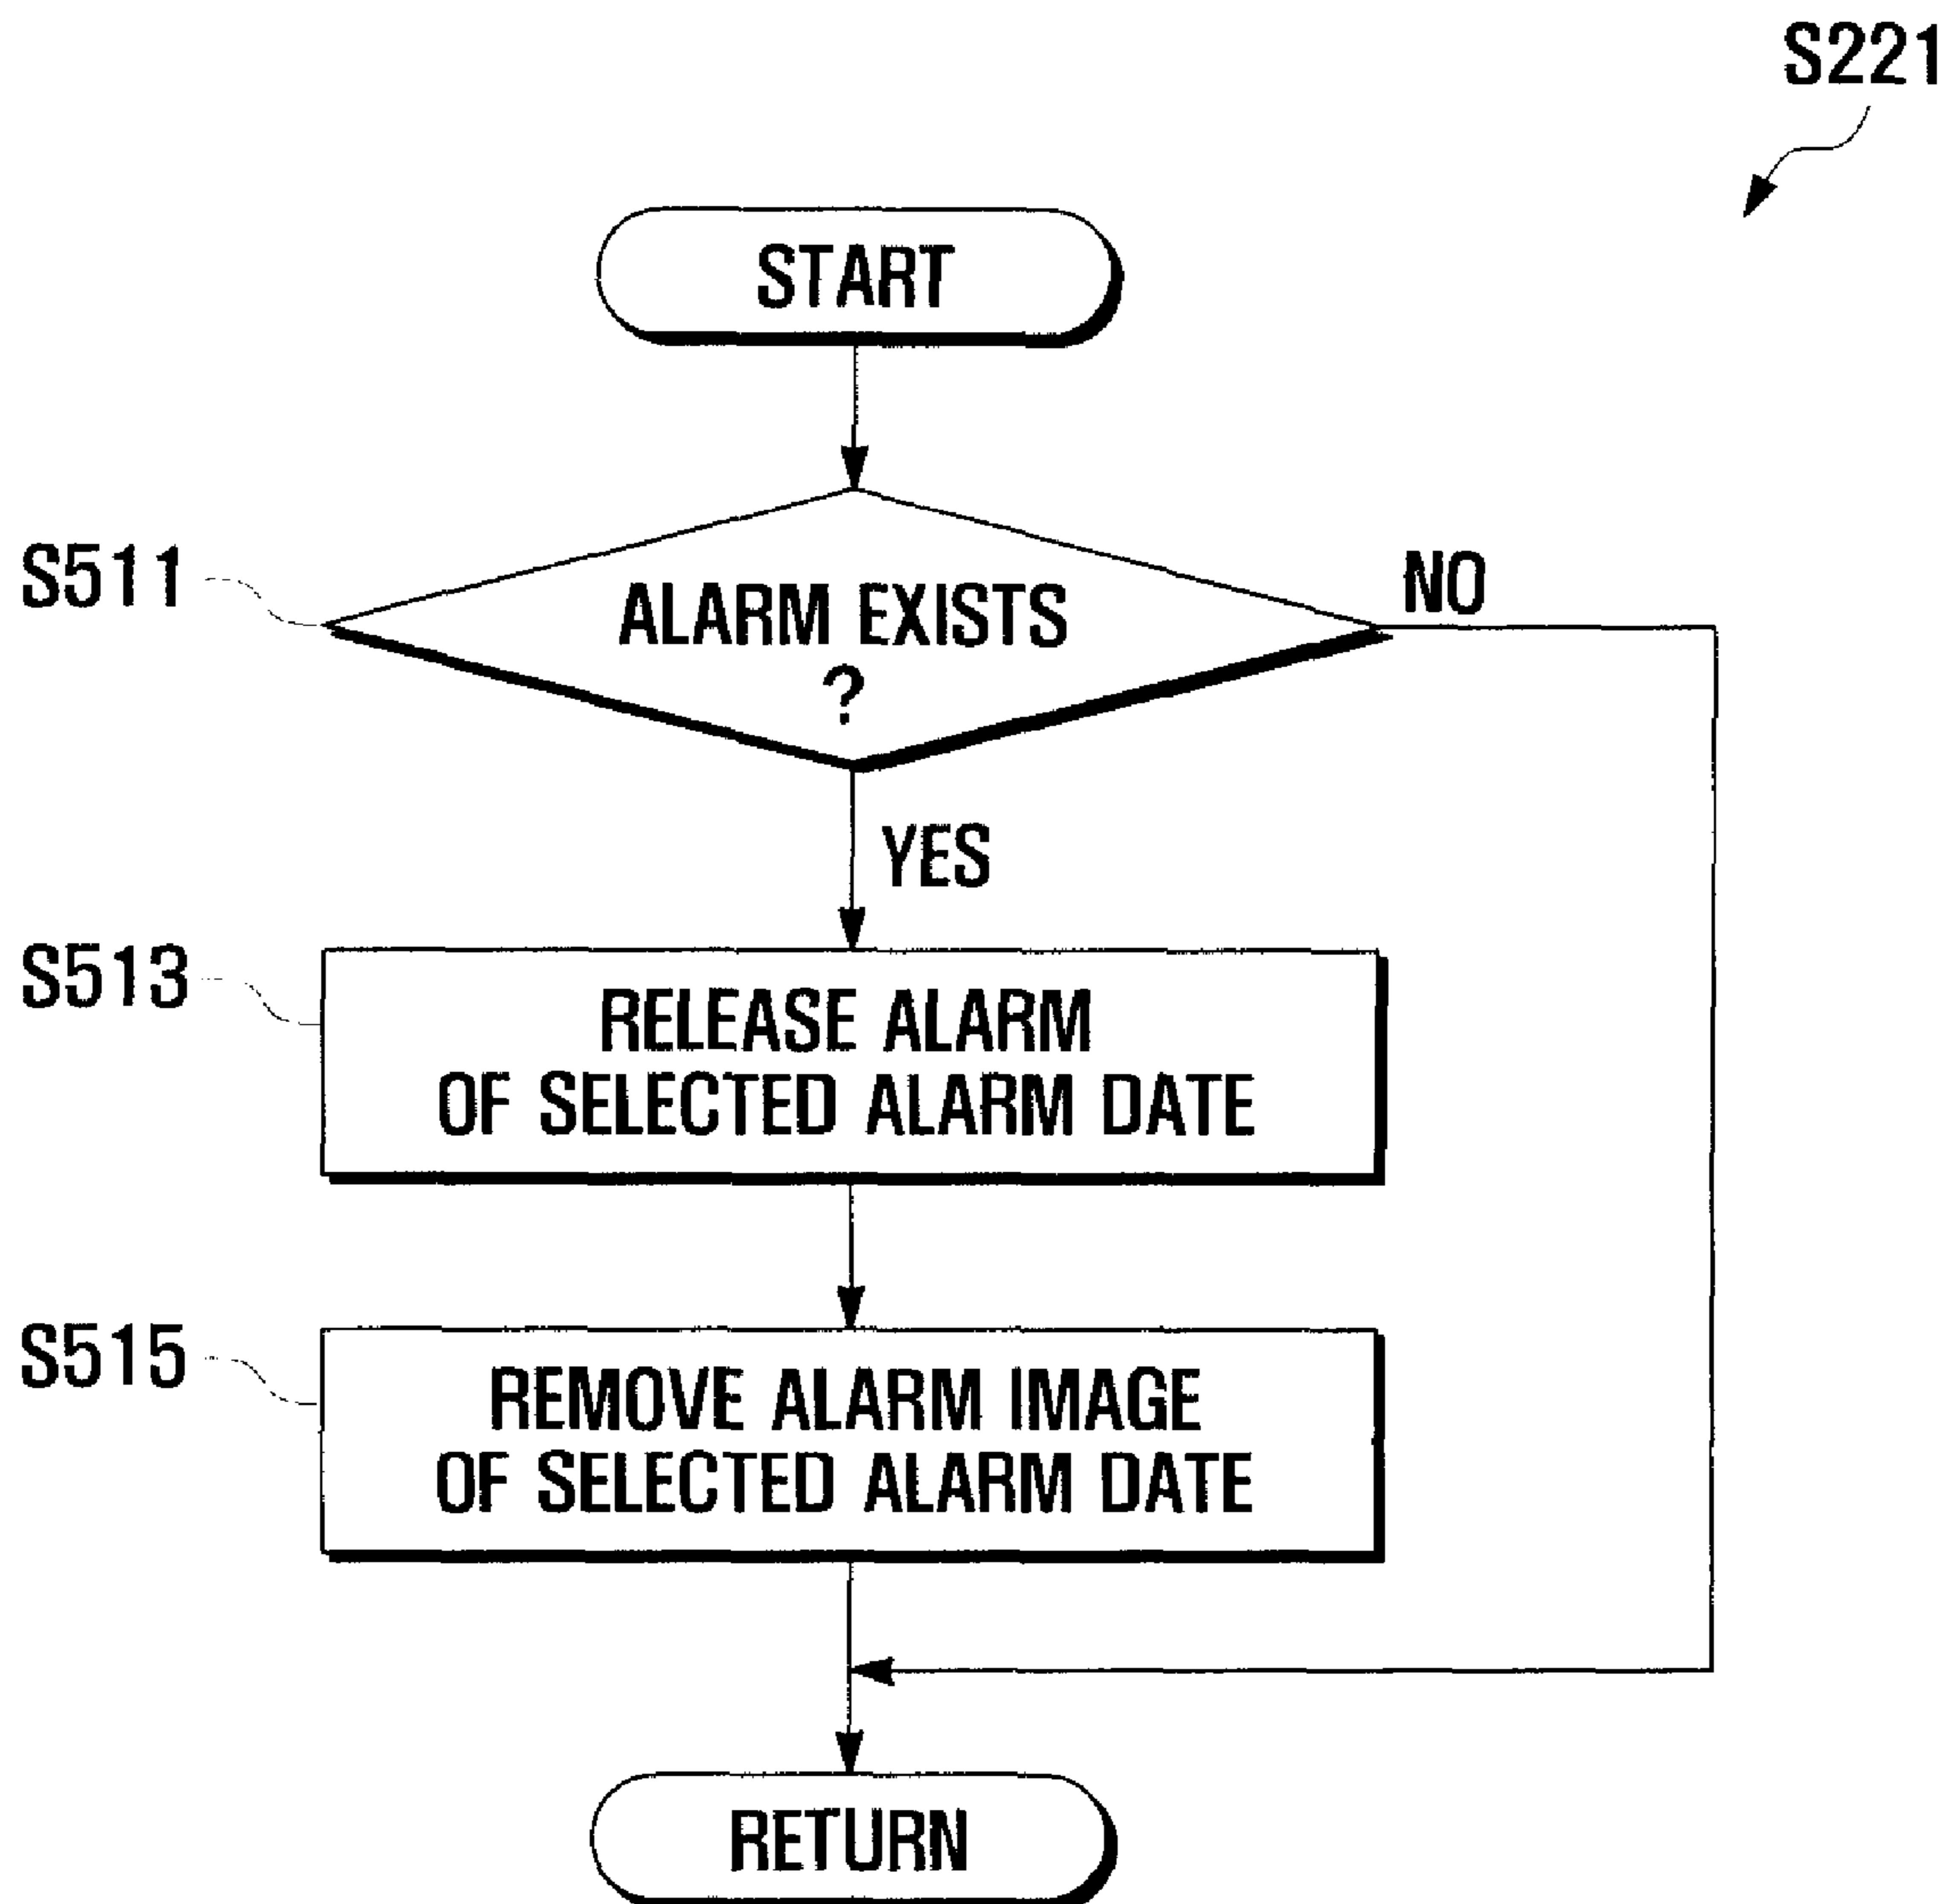 S221
START
S511
ALARM EXISTS
?
NO
YES
S513
RELEASE ALARM
OF SELECTED ALARM DATE
S515
REMOVE ALARM IMAGE
OF SELECTED ALARM DATE
RETURN